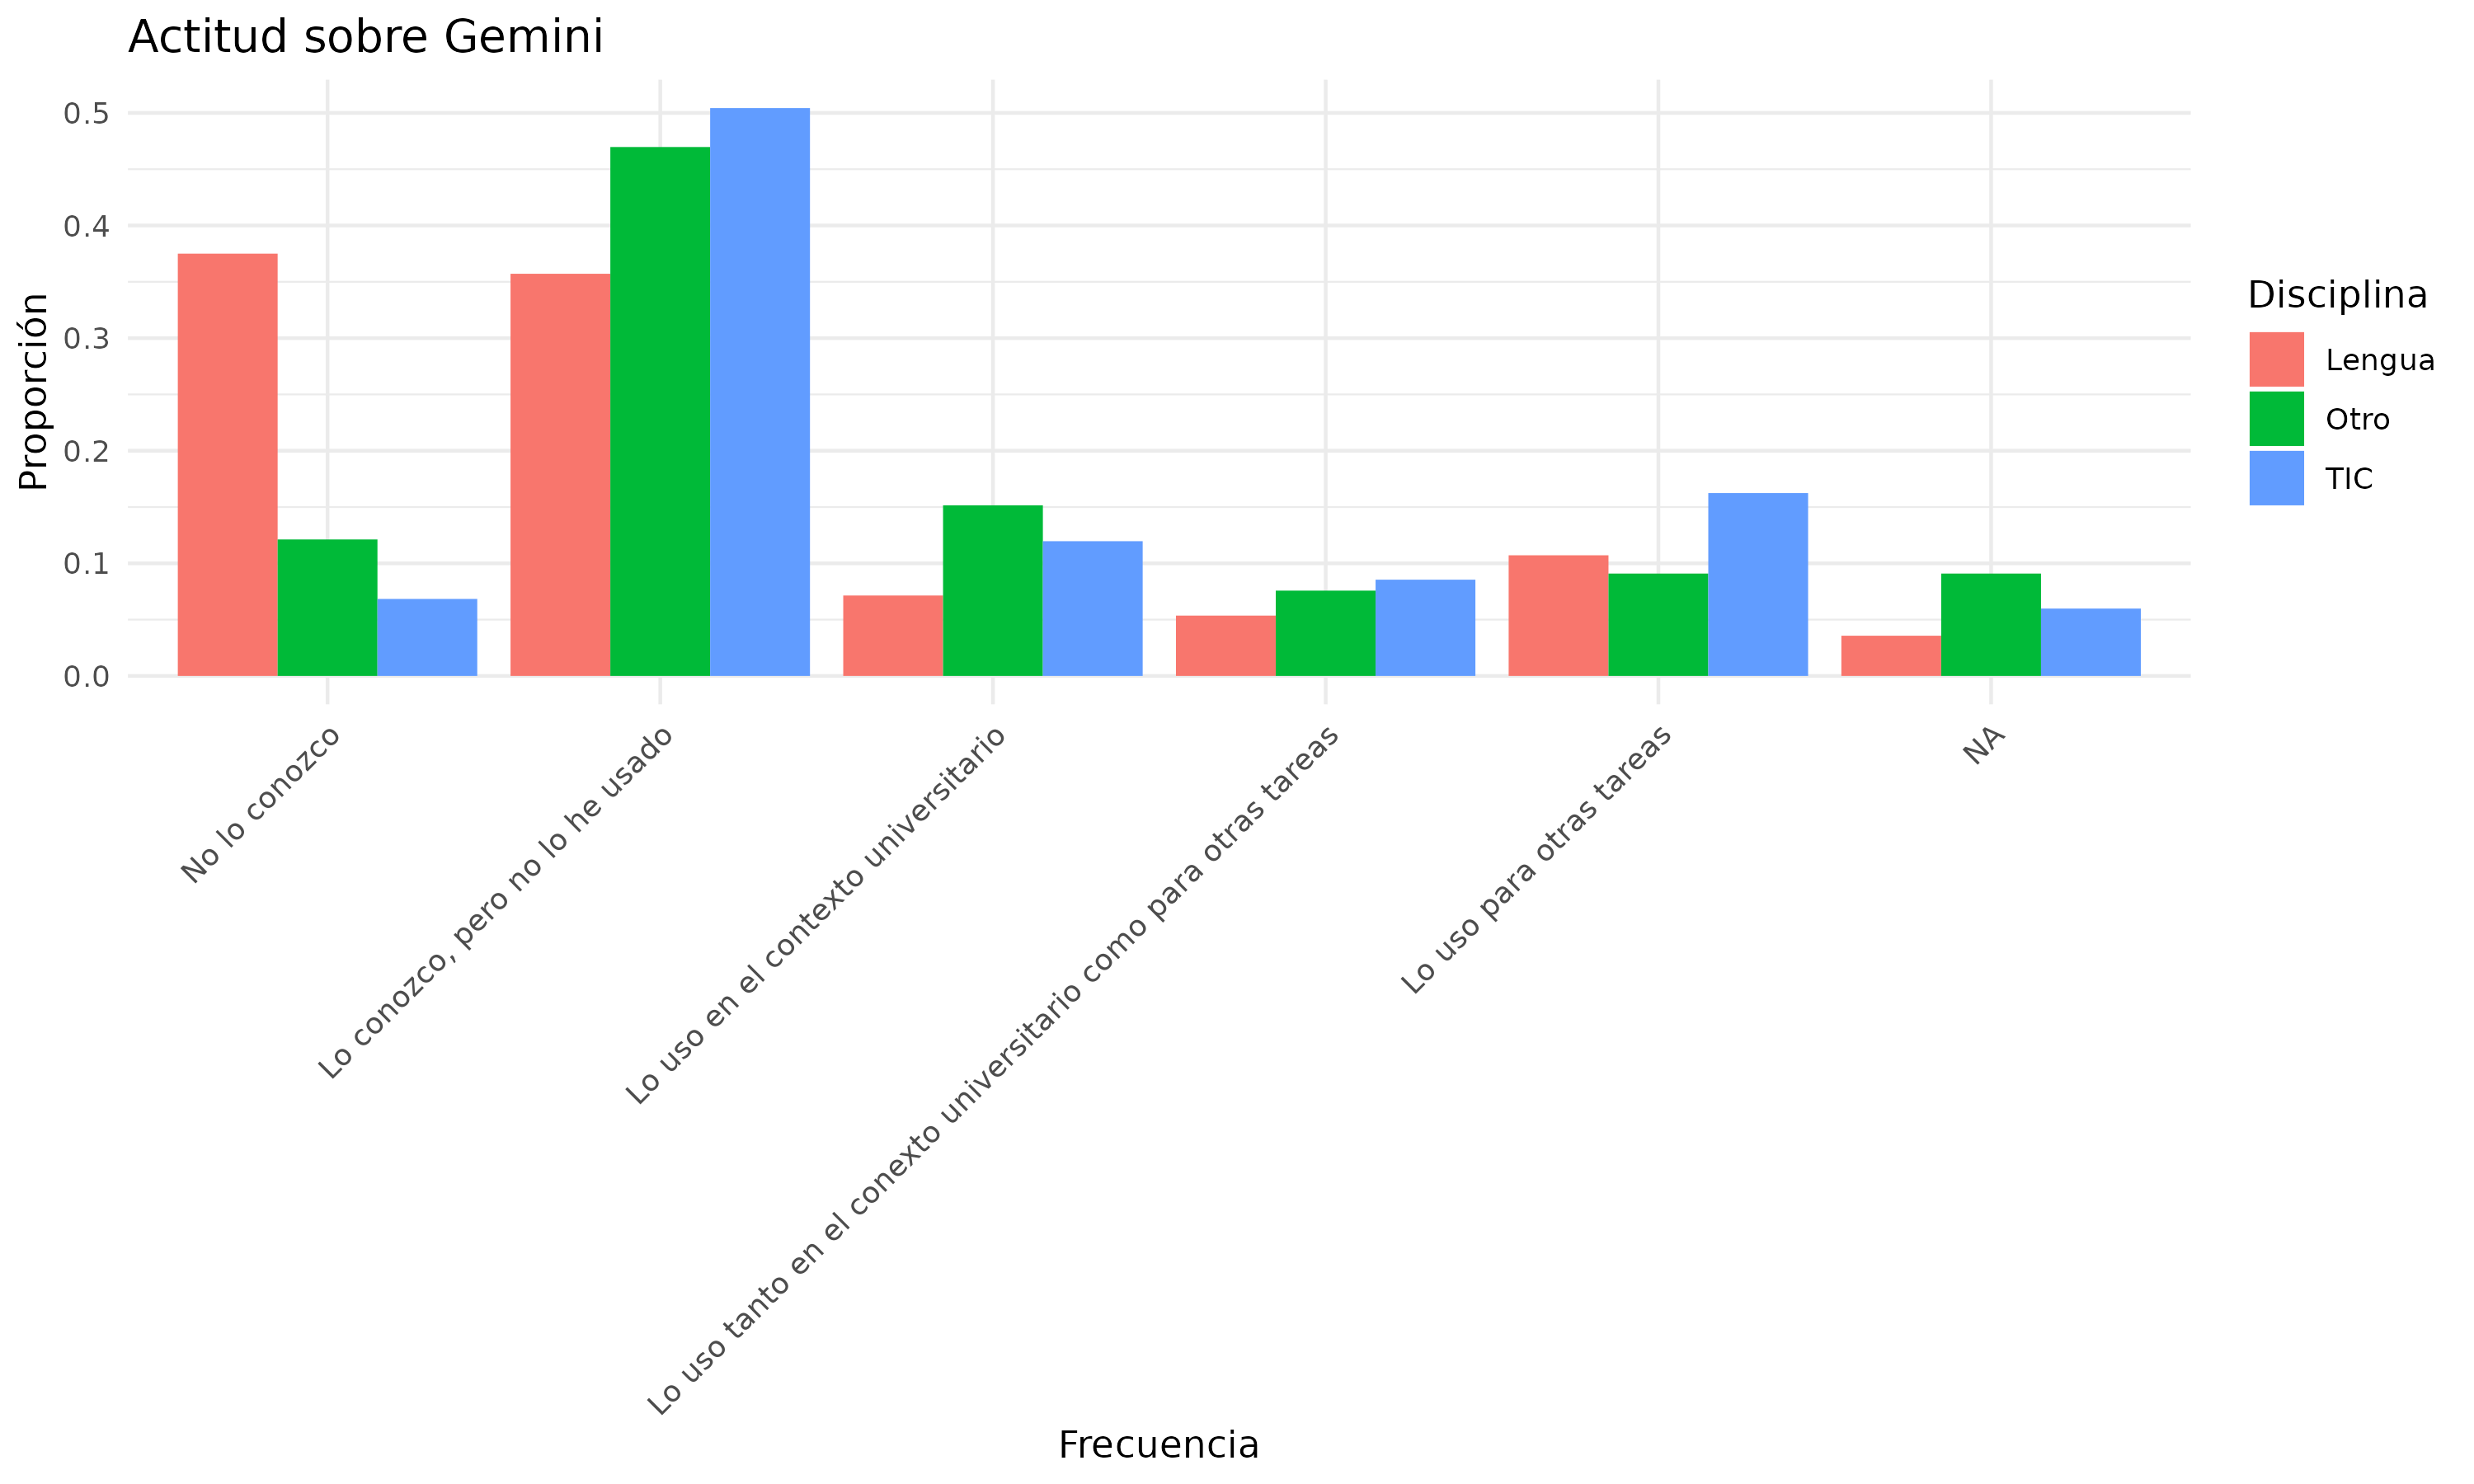 Actitud sobre Gemini
Proporción
0.5
0.4
0.3
0.2
0.1
0.0
No lo conozco
Lo conozco, pero no lo he usado
Lo uso en el contexto universitario
Lo uso tanto en el conexto universitario como para otras tareas
Lo uso para otras tareas
NA
Frecuencia
Disciplina
Lengua
Otro
TIC